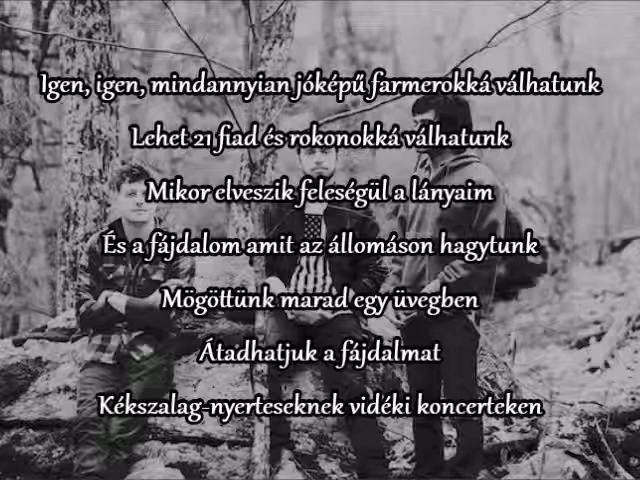 Igen, igen, mindannyian jóképű farmerokká válhatunk
Lehet 21 fiad és rokonokká válhatunk
Mikor elveszik feleségül a lányaim
És a fájdalom amit az állomáson hagytunk
Mögöttünk marad egy üvegben
Átadhatjuk a fájdalmat
Kékszalag-nyerteseknek vidéki koncerteken